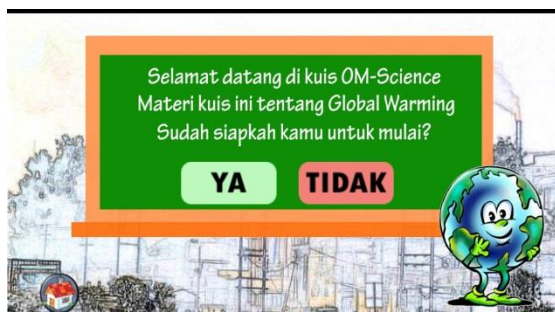 Selamat datang di kuis OM-Science
Materi kuis ini tentang Global Warming
Sudah siapkah kamu untuk mulai?
YA TIDAK